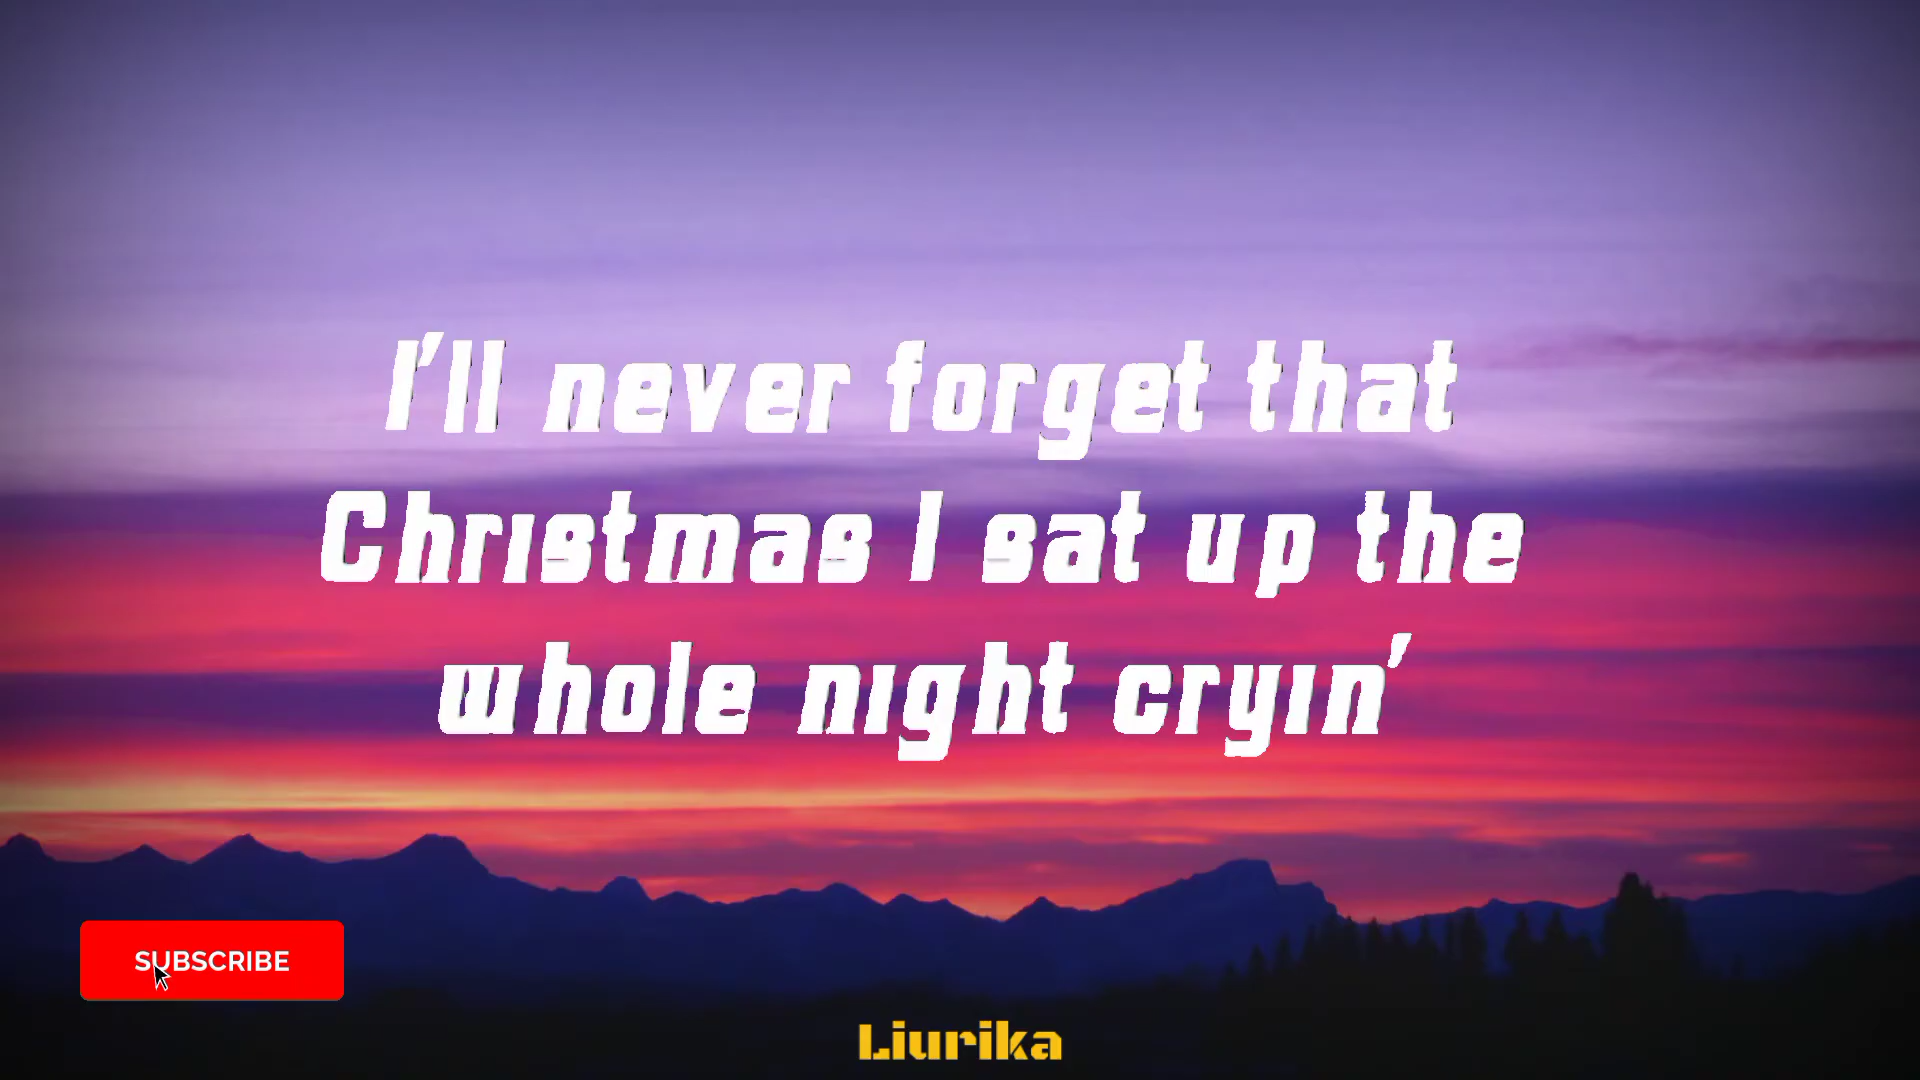 I'll never forget that
Christmas I sat up the
whole night cryin'
SUBSCRIBE
Liurika